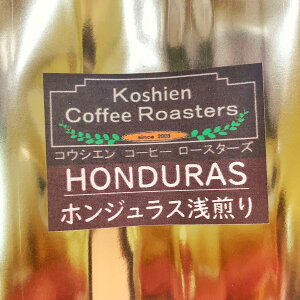 Koshien
Coffee Roasters
since 2003
コウシエン コーヒー ロースターズ
HONDURAS
ホンジュラス浅煎り